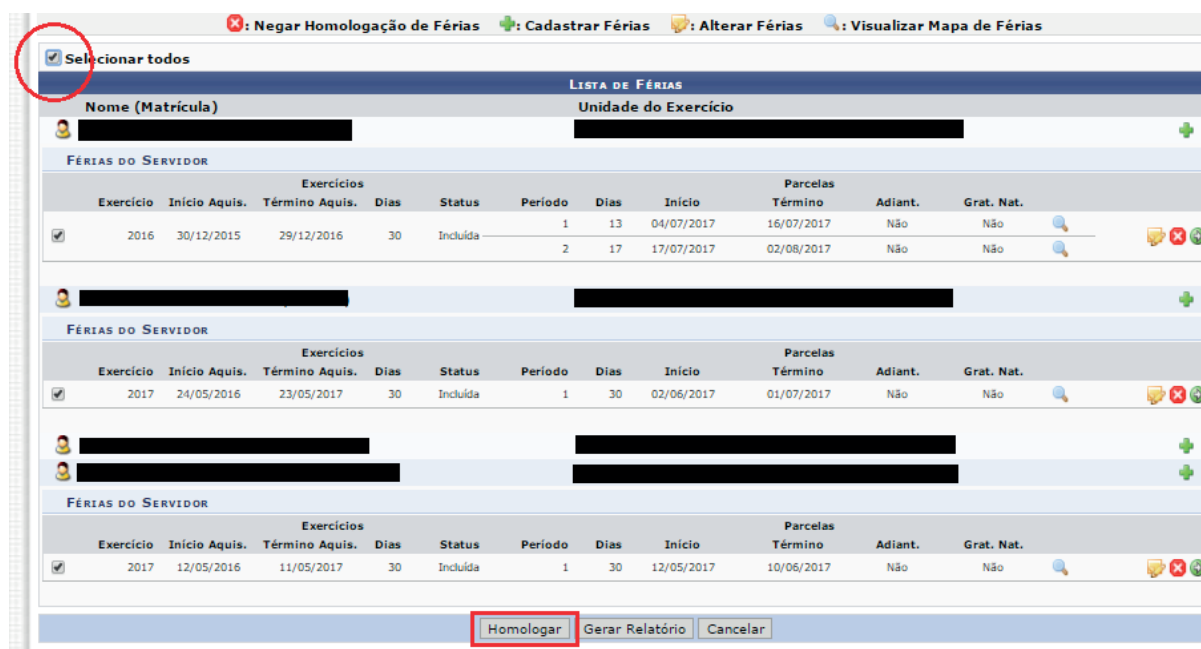 : Negar Homologação de Férias : Cadastrar Férias : Alterar Férias : Visualizar Mapa de Férias
Selecionar todos
Lista de Férias
Nome (Matrícula) Unidade do Exercício
Férias do Servidor
Exercícios Parcelas
Exercício Início Aquis. Término Aquis. Dias Status Período Dias Início Término Adiant. Grat. Nat.
1 13 04/07/2017 16/07/2017 Não Não
2016 30/12/2015 29/12/2016 30 Incluída
2 17 17/07/2017 02/08/2017 Não Não
Férias do Servidor
Exercícios Parcelas
Exercício Início Aquis. Término Aquis. Dias Status Período Dias Início Término Adiant. Grat. Nat.
2017 24/05/2016 23/05/2017 30 Incluída 1 30 02/06/2017 01/07/2017 Não Não
Férias do Servidor
Exercícios Parcelas
Exercício Início Aquis. Término Aquis. Dias Status Período Dias Início Término Adiant. Grat. Nat.
2017 12/05/2016 11/05/2017 30 Incluída 1 30 12/05/2017 10/06/2017 Não Não
Homologar Gerar Relatório Cancelar